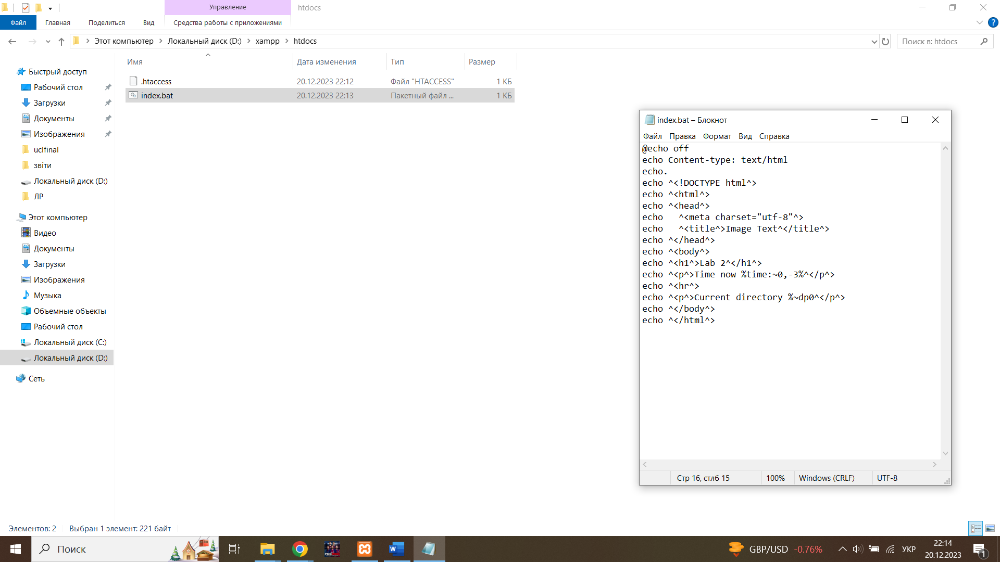 Управление
htdocs
Файл
Главная
Поделиться
Вид
Средства работы с приложениями
?
Этот компьютер
Локальный диск (D:)
xampp
htdocs
Поиск в: htdocs
Быстрый доступ
Рабочий стол
Загрузки
Документы
Изображения
uclfinal
звіти
Локальный диск (D:)
ЛР
Этот компьютер
Видео
Документы
Загрузки
Изображения
Музыка
Объемные объекты
Рабочий стол
Локальный диск (C:)
Локальный диск (D:)
Сеть
Имя Дата изменения Тип Размер
.htaccess 20.12.2023 22:12 Файл "HTACCESS" 1 КБ
index.bat 20.12.2023 22:13 Пакетный файл ... 1 КБ
index.bat – Блокнот
Файл Правка Формат Вид Справка
@echo off
echo Content-type: text/html
echo.
echo ^<!DOCTYPE html^>
echo ^<html^>
echo ^<head^>
echo   ^<meta charset="utf-8"^>
echo   ^<title^>Image Text^</title^>
echo ^</head^>
echo ^<body^>
echo ^<h1^>Lab 2^</h1^>
echo ^<p^>Time now %time:~0,-3%^</p^>
echo ^<hr^>
echo ^<p^>Current directory %~dp0^</p^>
echo ^</body^>
echo ^</html^>
Стр 16, стлб 15
100%
Windows (CRLF)
UTF-8
Элементов: 2
Выбран 1 элемент: 221 байт
Поиск
GBP/USD -0.76%
УКР
22:14
20.12.2023
1